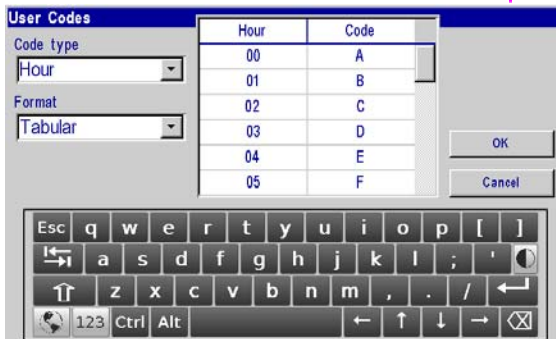 User Codes
Code type
Hour
Format
Tabular
Hour Code
00 A
01 B
02 C
03 D
04 E
05 F
OK
Cancel
Esc q w e r t y u i o p [ ]
a s d f g h j k l ; '
z x c v b n m , . /
123 Ctrl Alt ← ↑ ↓ →